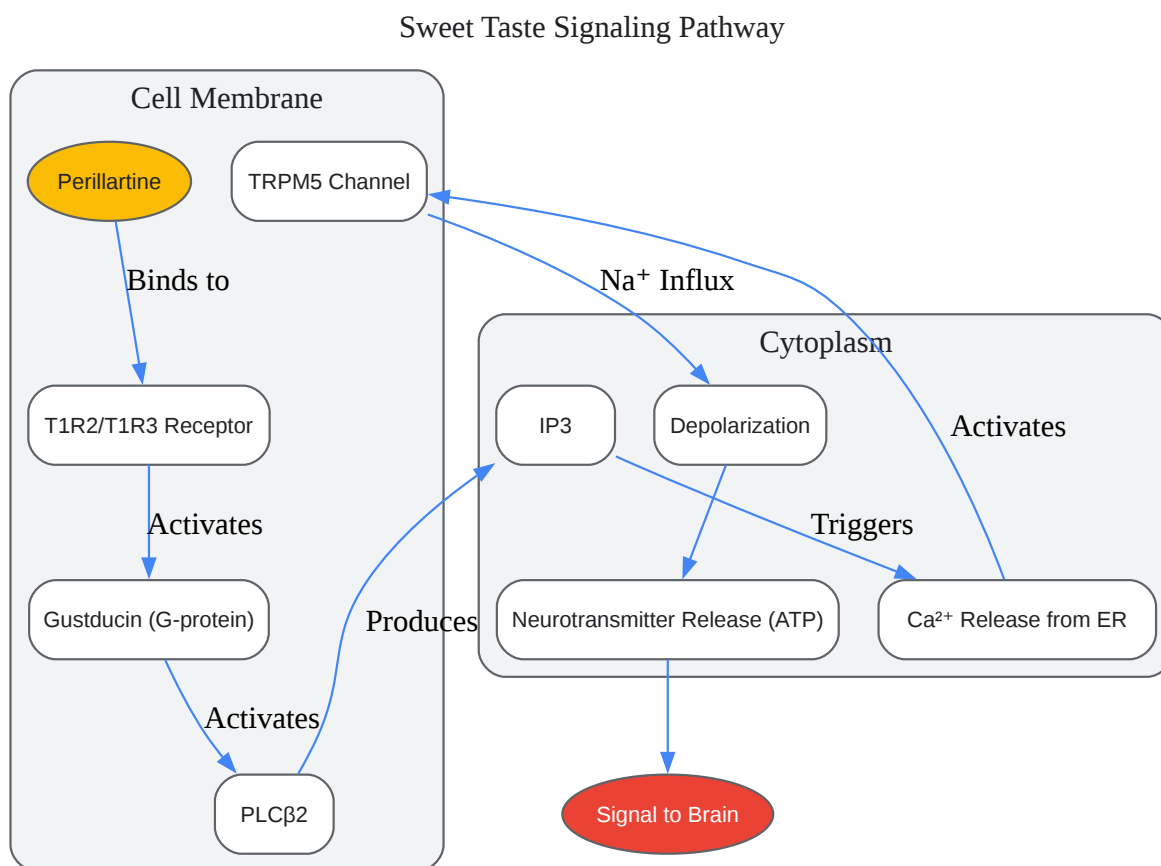 Sweet Taste Signaling Pathway
Cell Membrane
Perillartine
TRPM5 Channel
Binds to
Na⁺ Influx
Cytoplasm
T1R2/T1R3 Receptor
IP3
Depolarization
Activates
Activates
Triggers
Gustducin (G-protein)
Produces
Neurotransmitter Release (ATP)
Ca²⁺ Release from ER
Activates
PLCβ2
Signal to Brain